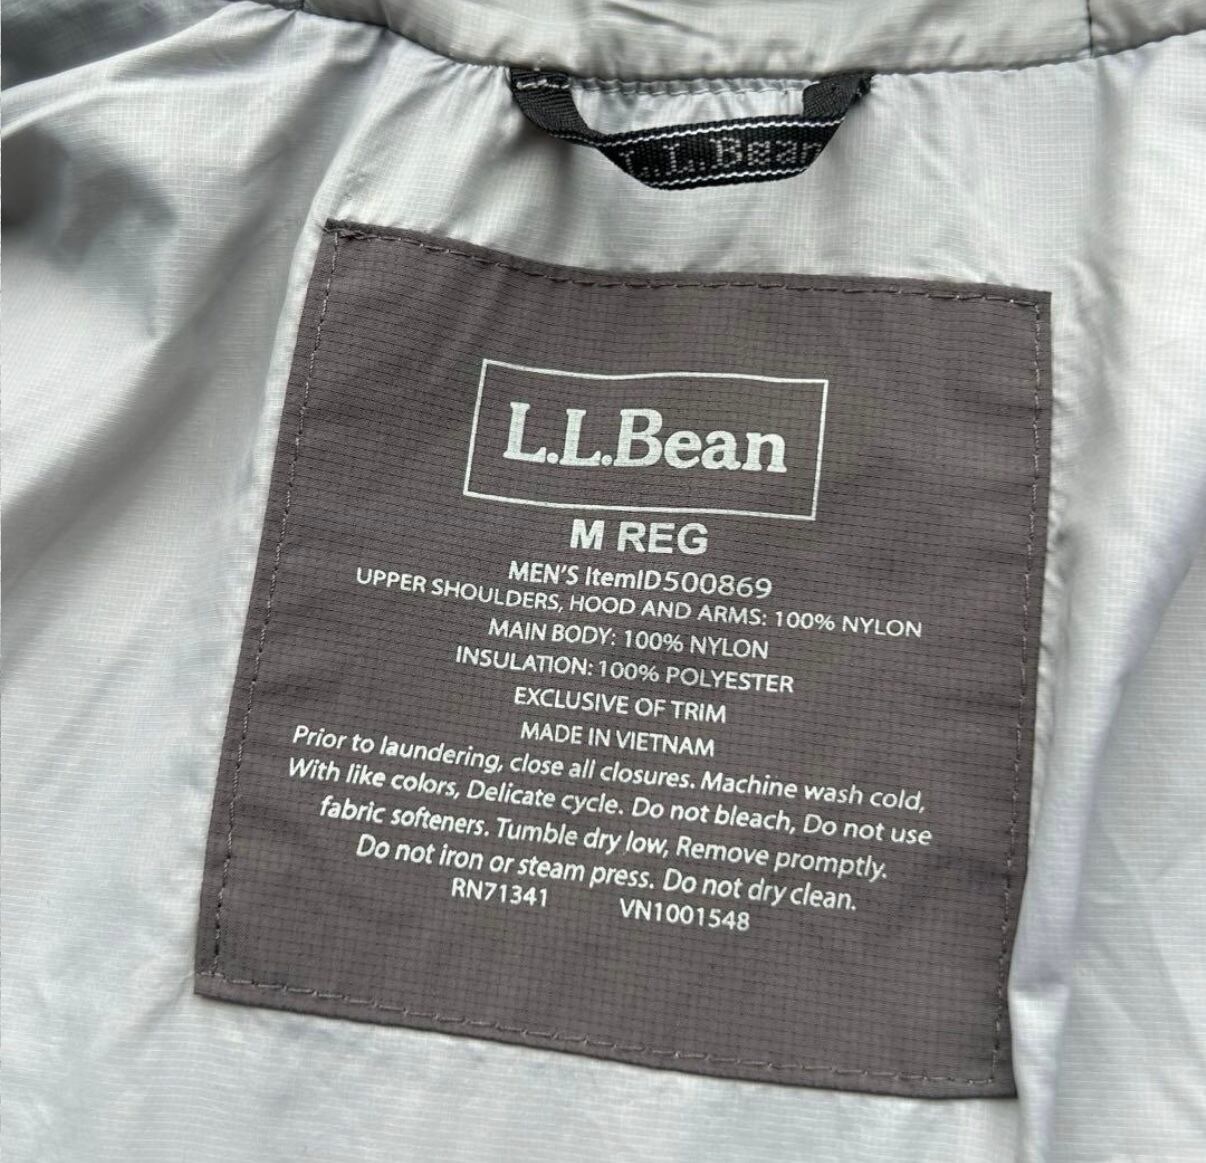 L.L.Bean
L.L.Bean
M REG
MEN'S ItemID500869
UPPER SHOULDERS, HOOD AND ARMS: 100% NYLON
MAIN BODY: 100% NYLON
INSULATION: 100% POLYESTER
EXCLUSIVE OF TRIM
MADE IN VIETNAM
Prior to laundering, close all closures. Machine wash cold,
With like colors, Delicate cycle. Do not bleach, Do not use
fabric softeners. Tumble dry low, Remove promptly.
Do not iron or steam press. Do not dry clean.
RN71341 VN1001548